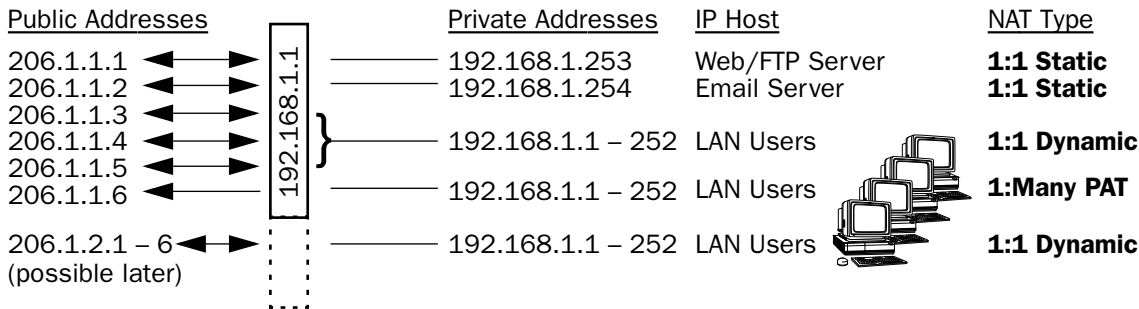 Public Addresses Private Addresses IP Host NAT Type
206.1.1.1 192.168.1.253 Web/FTP Server 1:1 Static
206.1.1.2 192.168.1.254 Email Server 1:1 Static
206.1.1.3
206.1.1.4 } 192.168.1.1 – 252 LAN Users 1:1 Dynamic
206.1.1.5
206.1.1.6 192.168.1.1 – 252 LAN Users 1:Many PAT
192.168.1.1
206.1.2.1 – 6 192.168.1.1 – 252 LAN Users 1:1 Dynamic
(possible later)